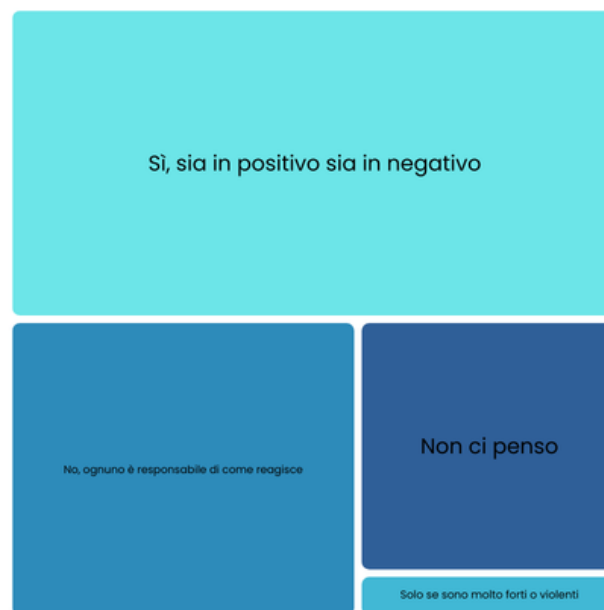 Sì, sia in positivo sia in negativo
No, ognuno è responsabile di come reagisce
Non ci penso
Solo se sono molto forti o violenti